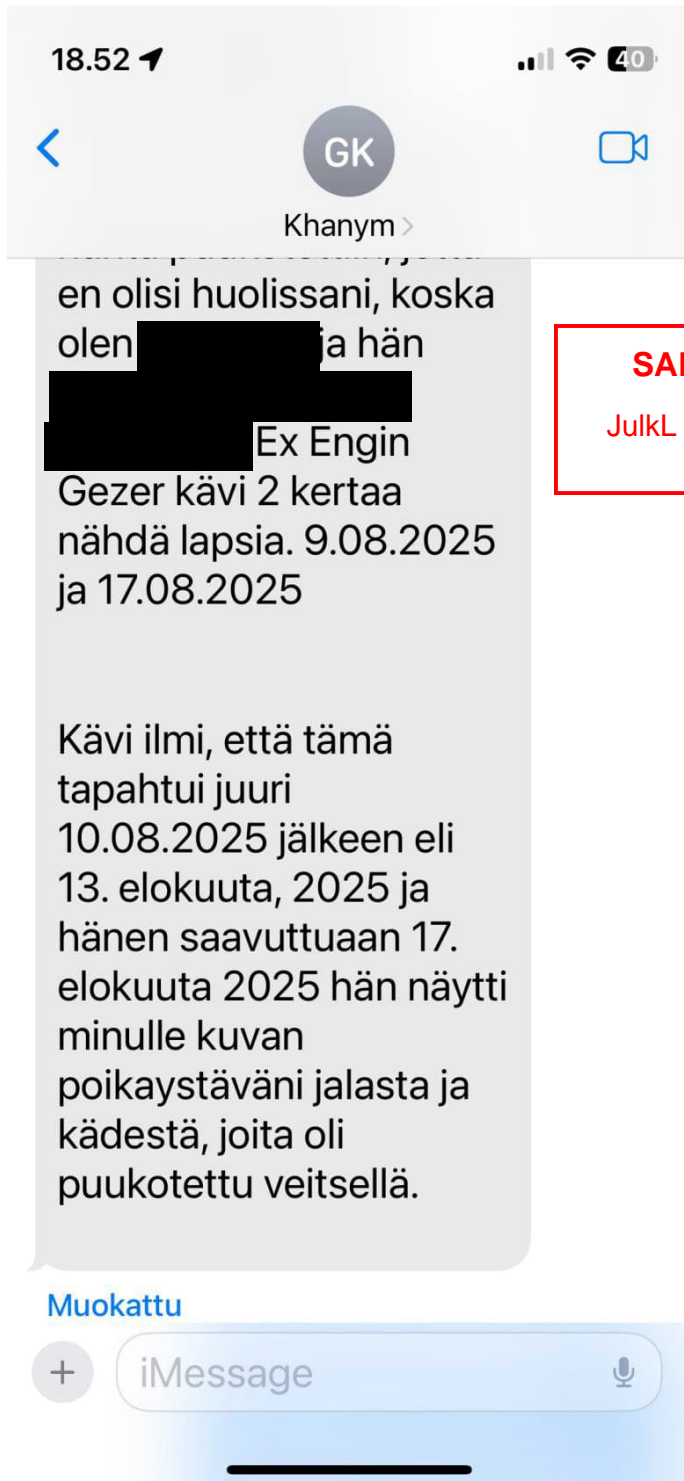 18.52
40
GK
Khanym
en olisi huolissani, koska
olen ja hän
Ex Engin
Gezer kävi 2 kertaa
nähdä lapsia. 9.08.2025
ja 17.08.2025
JulkL
Kävi ilmi, että tämä
tapahtui juuri
10.08.2025 jälkeen eli
13. elokuuta, 2025 ja
hänen saavuttuaan 17.
elokuuta 2025 hän näytti
minulle kuvan
poikaystäväni jalasta ja
kädestä, joita oli
puukotettu veitsellä.
Muokattu
iMessage